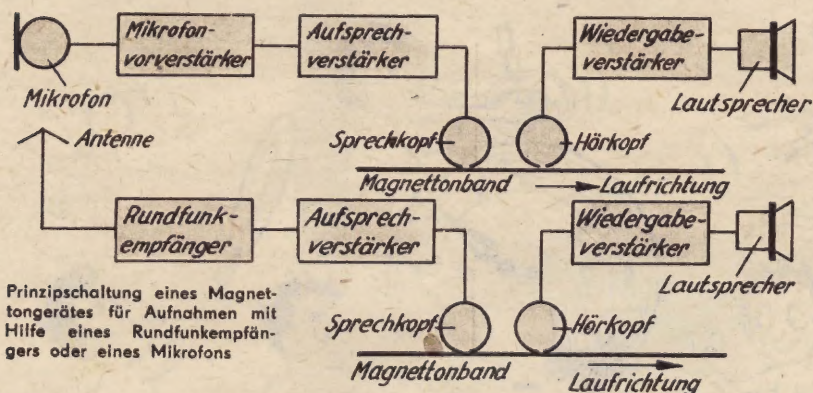 Mikrofon-
vorverstärker
Aufsprech-
verstärker
Wiedergabe-
verstärker
Mikrofon
Lautsprecher
Antenne
Sprechkopf
Hörkopf
Magnettonband
Laufrichtung
Rundfunk-
empfänger
Aufsprech-
verstärker
Wiedergabe-
verstärker
Lautsprecher
Prinzipschaltung eines Magnet-
tongerätes für Aufnahmen mit
Hilfe eines Rundfunkempfän-
gers oder eines Mikrofons
Sprechkopf
Hörkopf
Magnettonband
Laufrichtung